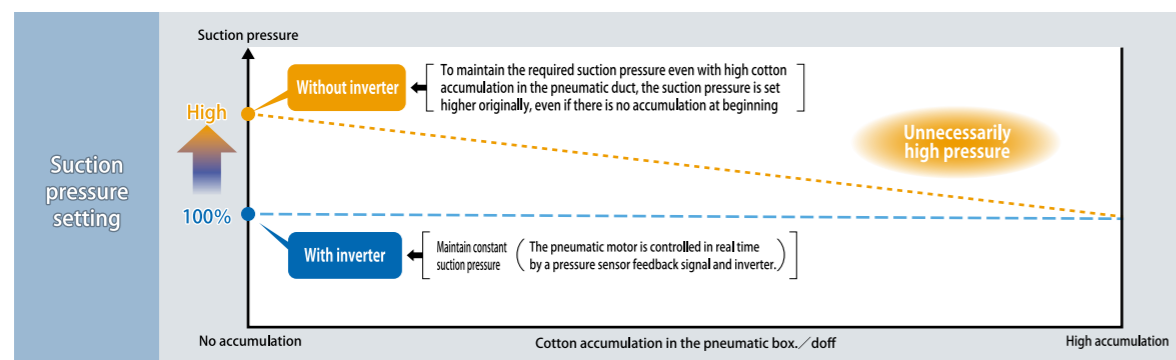 Suction
pressure
setting
Suction pressure
Without inverter
To maintain the required suction pressure even with high cotton
accumulation in the pneumatic duct, the suction pressure is set
higher originally, even if there is no accumulation at beginning
High
Unnecessarily
high pressure
100%
With inverter
Maintain constant
suction pressure
(The pneumatic motor is controlled in real time
by a pressure sensor feedback signal and inverter.)
No accumulation
Cotton accumulation in the pneumatic box.／doff
High accumulation